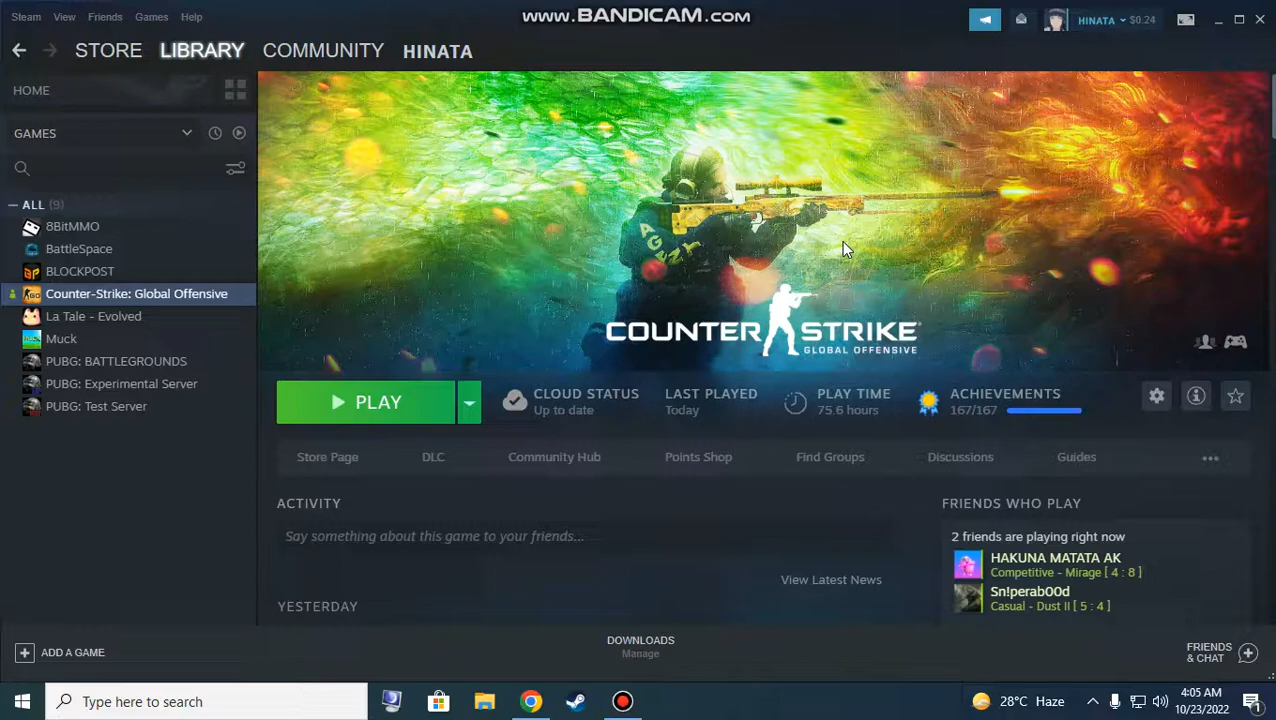 Steam View Friends Games Help
www.BANDICAM.com
HINATA $0.24
STORE LIBRARY COMMUNITY HINATA
HOME
GAMES
ALL (9)
8BitMMO
BattleSpace
BLOCKPOST
Counter-Strike: Global Offensive
La Tale - Evolved
Muck
PUBG: BATTLEGROUNDS
PUBG: Experimental Server
PUBG: Test Server
AGEZY
COUNTER STRIKE
GLOBAL OFFENSIVE
PLAY
CLOUD STATUS
Up to date
LAST PLAYED
Today
PLAY TIME
75.6 hours
ACHIEVEMENTS
167/167
Store Page DLC Community Hub Points Shop Find Groups Discussions Guides
ACTIVITY
Say something about this game to your friends...
View Latest News
YESTERDAY
FRIENDS WHO PLAY
2 friends are playing right now
HAKUNA MATATA AK
Competitive - Mirage [ 4 : 8 ]
Sn!perab00d
Casual - Dust II [ 5 : 4 ]
ADD A GAME
DOWNLOADS
Manage
FRIENDS
& CHAT
Type here to search
28°C Haze
4:05 AM
10/23/2022
1